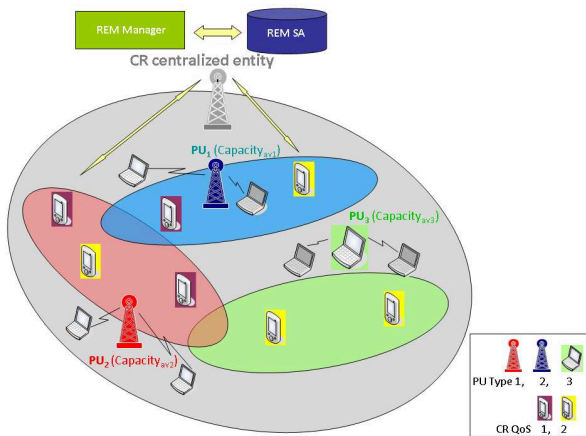 REM Manager
REM SA
CR centralized entity
PU1 (Capacityav1)
PU3 (Capacityav3)
PU2 (Capacityav2)
PU Type 1, 2, 3
CR QoS 1, 2